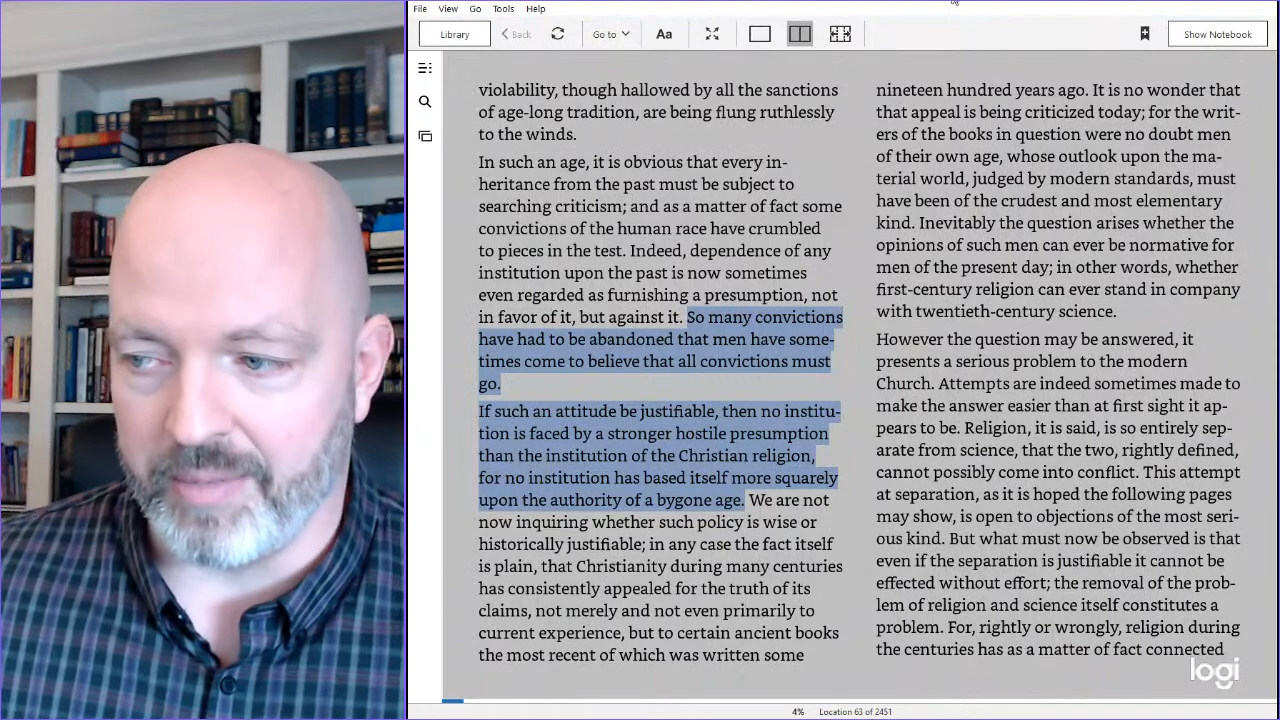 File View Go Tools Help
Library Back Go to Aa Show Notebook
violability, though hallowed by all the sanctions
of age-long tradition, are being flung ruthlessly
to the winds.
In such an age, it is obvious that every in-
heritance from the past must be subject to
searching criticism; and as a matter of fact some
convictions of the human race have crumbled
to pieces in the test. Indeed, dependence of any
institution upon the past is now sometimes
even regarded as furnishing a presumption, not
in favor of it, but against it. So many convictions
have had to be abandoned that men have some-
times come to believe that all convictions must
go.
If such an attitude be justifiable, then no institu-
tion is faced by a stronger hostile presumption
than the institution of the Christian religion,
for no institution has based itself more squarely
upon the authority of a bygone age. We are not
now inquiring whether such policy is wise or
historically justifiable; in any case the fact itself
is plain, that Christianity during many centuries
has consistently appealed for the truth of its
claims, not merely and not even primarily to
current experience, but to certain ancient books
the most recent of which was written some
nineteen hundred years ago. It is no wonder that
that appeal is being criticized today; for the writ-
ers of the books in question were no doubt men
of their own age, whose outlook upon the ma-
terial world, judged by modern standards, must
have been of the crudest and most elementary
kind. Inevitably the question arises whether the
opinions of such men can ever be normative for
men of the present day; in other words, whether
first-century religion can ever stand in company
with twentieth-century science.
However the question may be answered, it
presents a serious problem to the modern
Church. Attempts are indeed sometimes made to
make the answer easier than at first sight it ap-
pears to be. Religion, it is said, is so entirely sep-
arate from science, that the two, rightly defined,
cannot possibly come into conflict. This attempt
at separation, as it is hoped the following pages
may show, is open to objections of the most seri-
ous kind. But what must now be observed is that
even if the separation is justifiable it cannot be
effected without effort; the removal of the prob-
lem of religion and science itself constitutes a
problem. For, rightly or wrongly, religion during
the centuries has as a matter of fact connected
logi
4% Location 63 of 2451